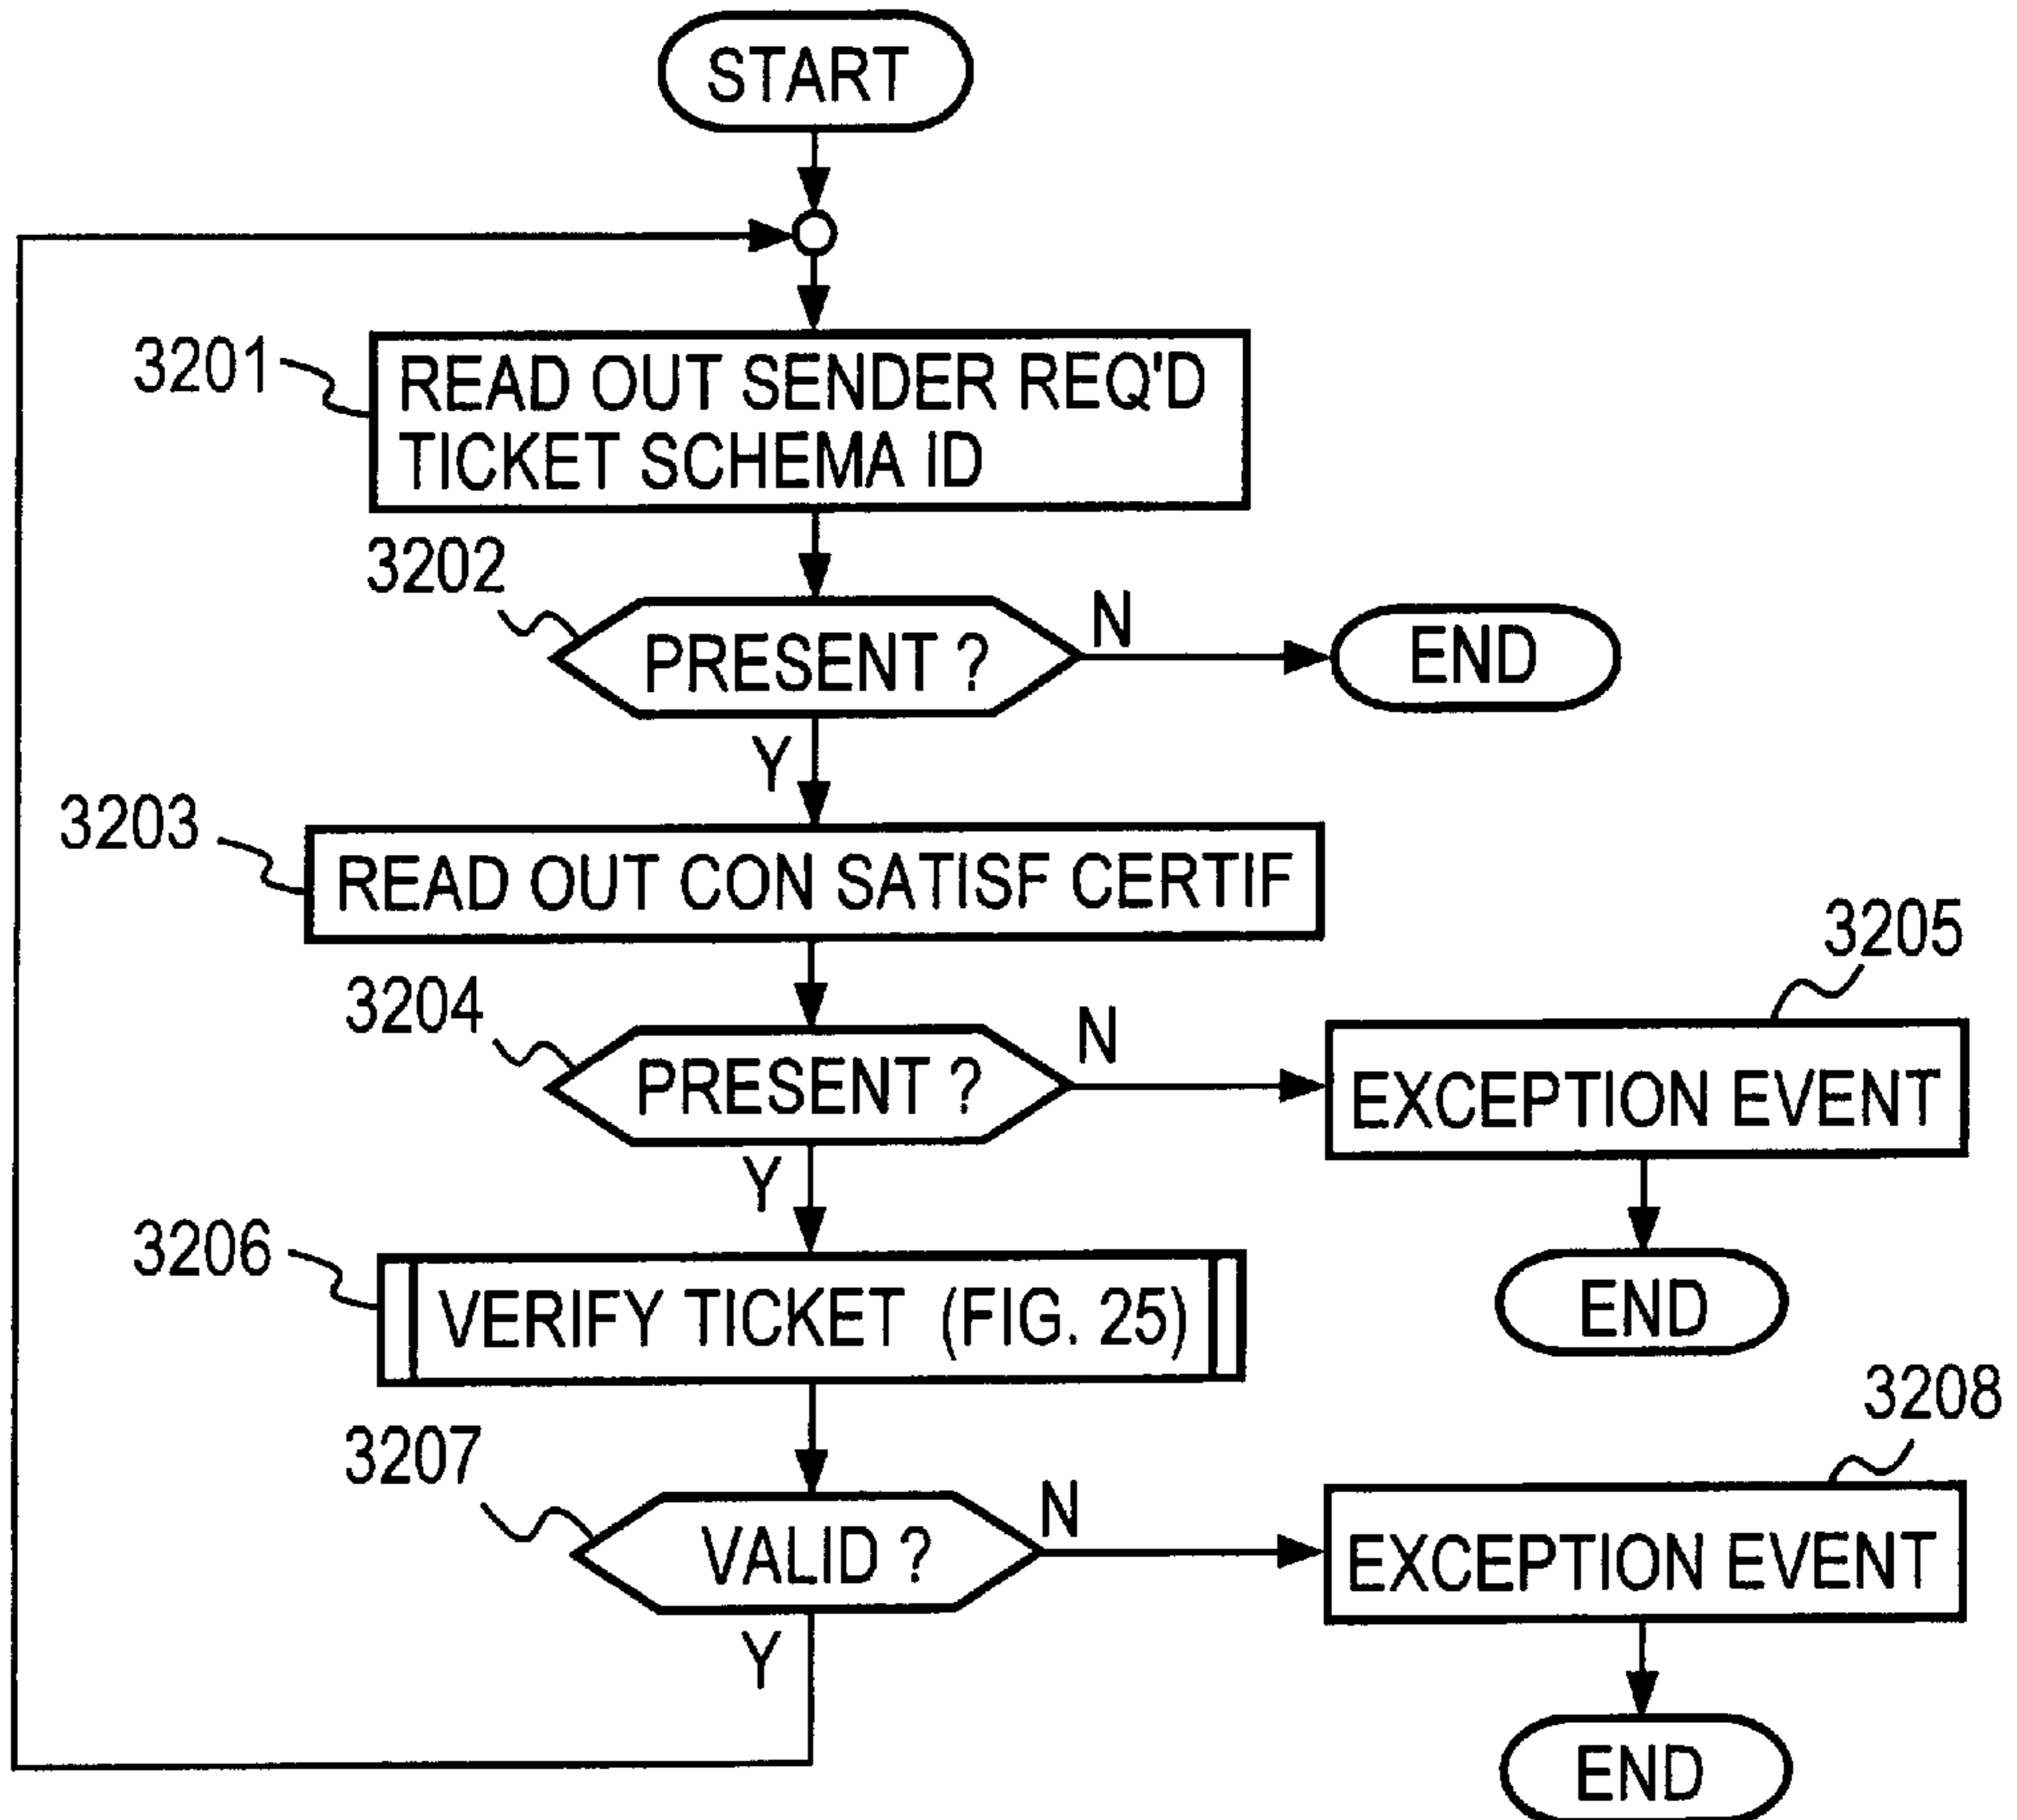 START
3201
READ OUT SENDER REQ'D
TICKET SCHEMA ID
3202
PRESENT ?
N
END
Y
3203
READ OUT CON SATISF CERTIF
3204
PRESENT ?
N
3205
EXCEPTION EVENT
END
Y
3206
VERIFY TICKET (FIG. 25)
3207
VALID ?
N
3208
EXCEPTION EVENT
END
Y